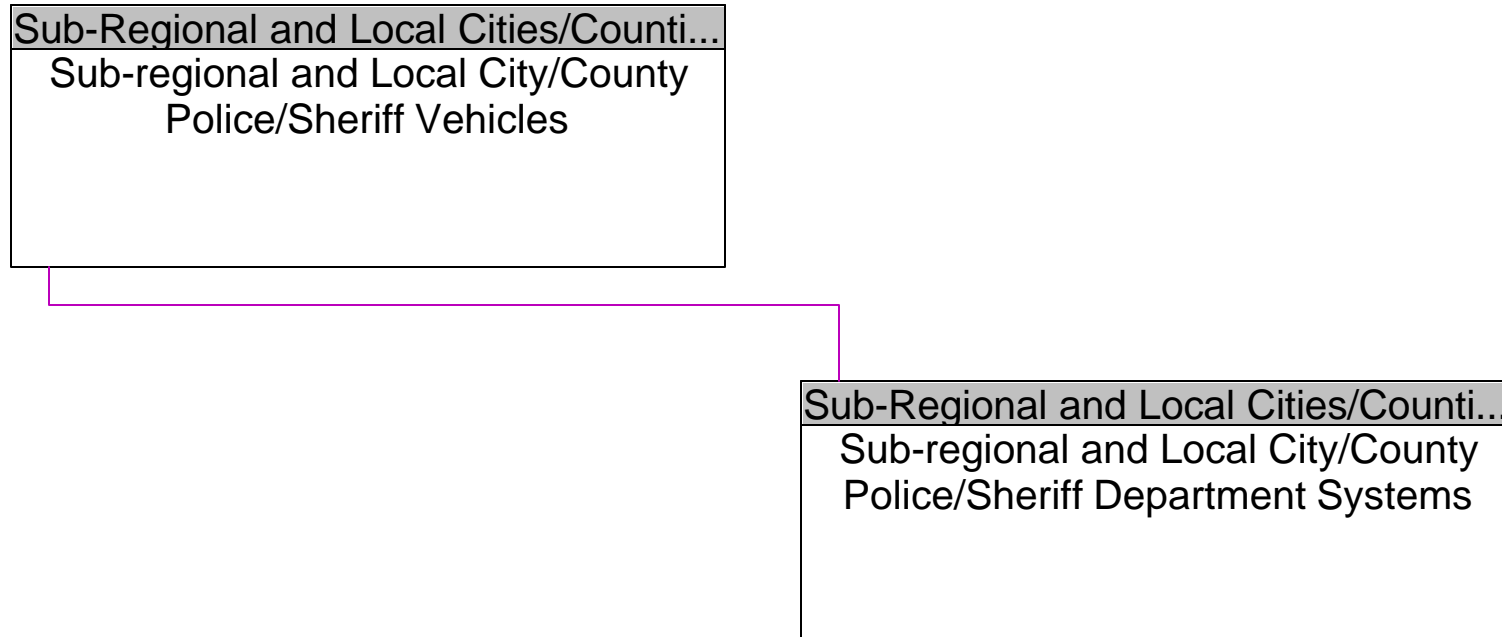 Sub-Regional and Local Cities/Counti...
Sub-regional and Local City/County
Police/Sheriff Vehicles
Sub-Regional and Local Cities/Counti...
Sub-regional and Local City/County
Police/Sheriff Department Systems